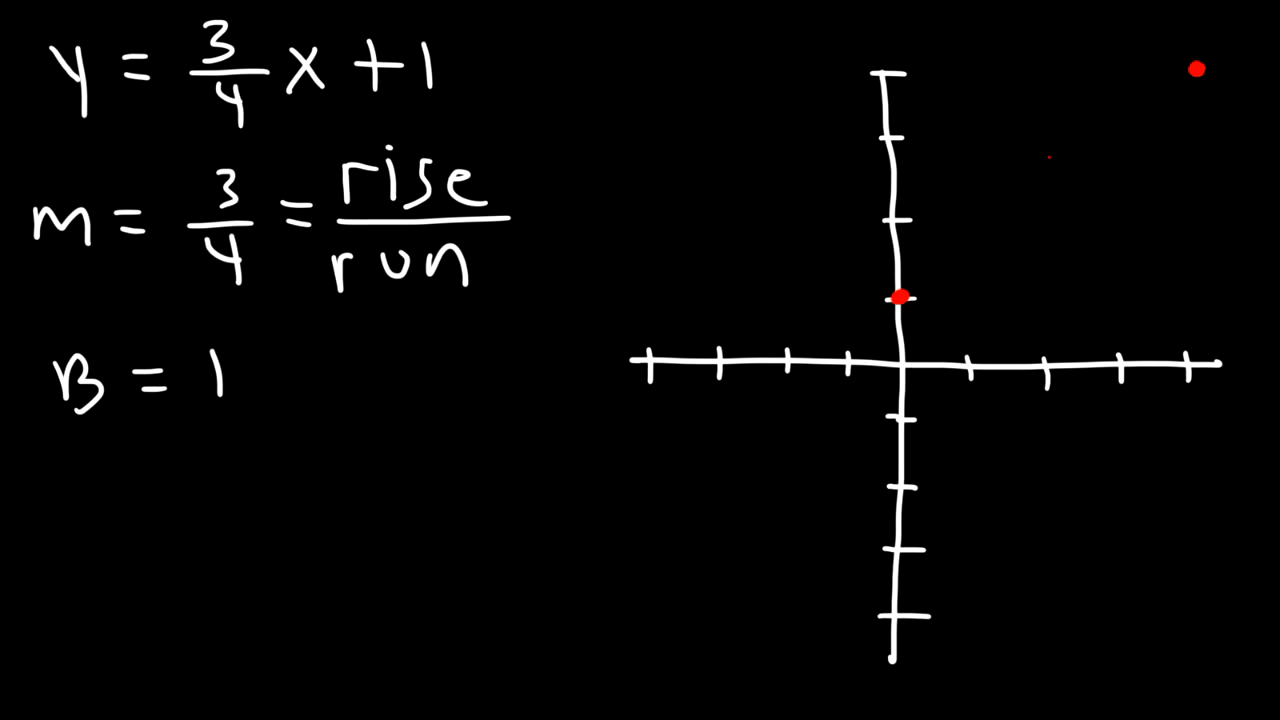 y = 3/4 x + 1
m = 3/4 = rise/run
B = 1